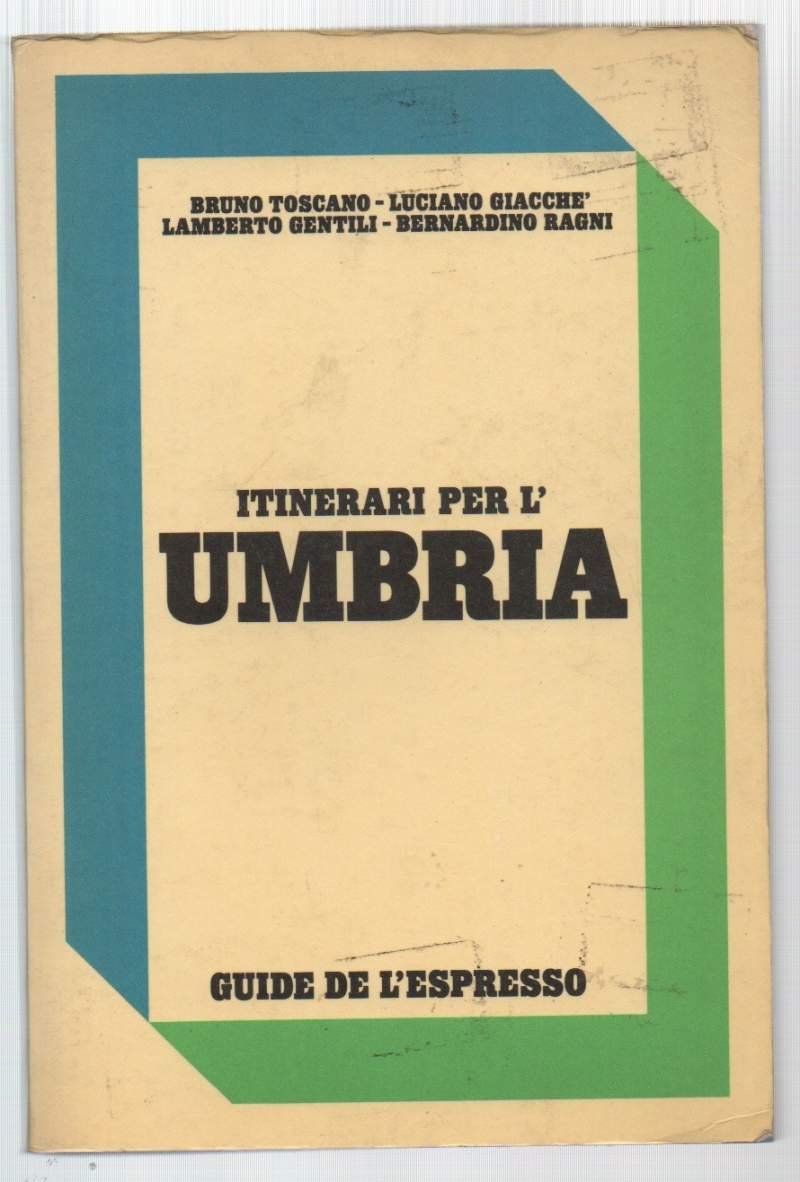 BRUNO TOSCANO - LUCIANO GIACCHE'
LAMBERTO GENTILI - BERNARDINO RAGNI
ITINERARI PER L'
UMBRIA
GUIDE DE L'ESPRESSO